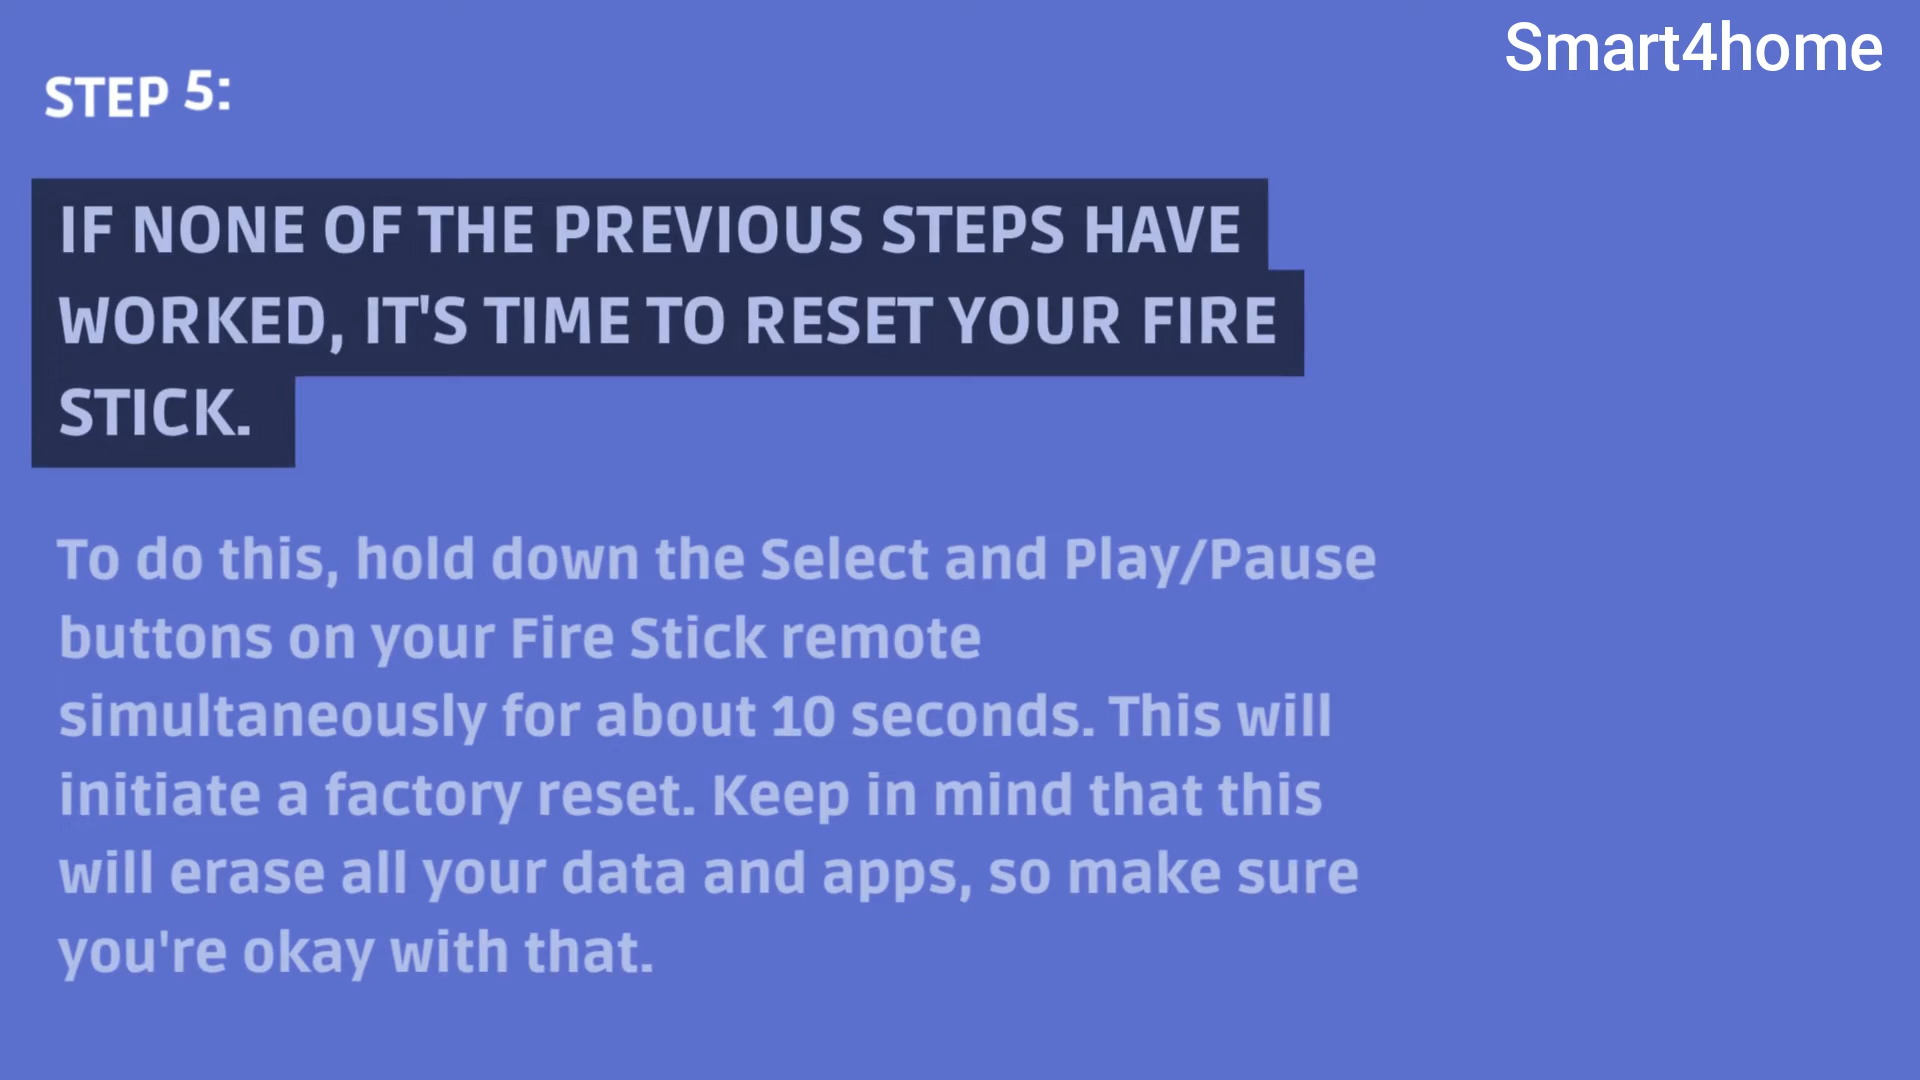 Smart4home
STEP 5:
IF NONE OF THE PREVIOUS STEPS HAVE
WORKED, IT'S TIME TO RESET YOUR FIRE
STICK.
To do this, hold down the Select and Play/Pause
buttons on your Fire Stick remote
simultaneously for about 10 seconds. This will
initiate a factory reset. Keep in mind that this
will erase all your data and apps, so make sure
you're okay with that.